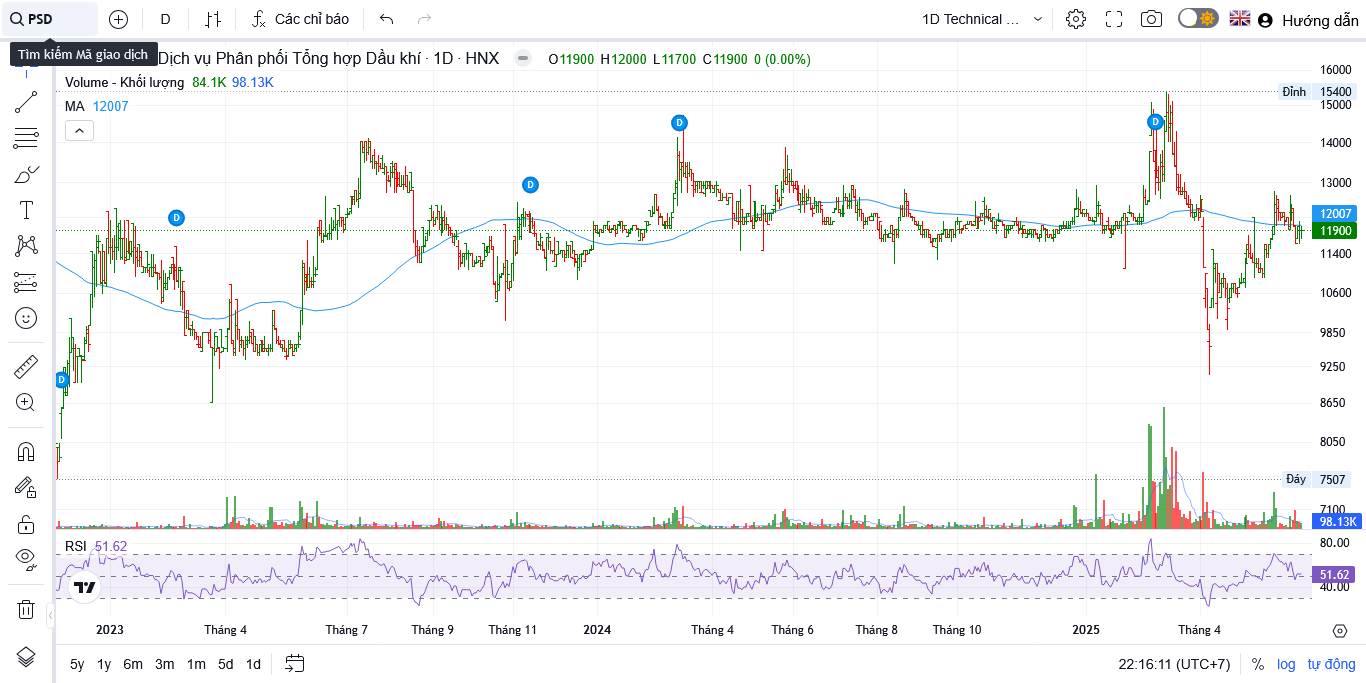 PSD
D
Các chỉ báo
1D Technical ...
Hướng dẫn
Tìm kiếm Mã giao dịch
Dịch vụ Phân phối Tổng hợp Dầu khí · 1D · HNX
O11900 H12000 L11700 C11900 0 (0.00%)
Volume - Khối lượng 84.1K 98.13K
MA 12007
16000
Đỉnh 15400
15000
14000
13000
12007
11900
11400
10600
9850
9250
8650
8050
Đáy 7507
7100
98.13K
D
D
D
D
D
RSI 51.62
80.00
51.62
40.00
2023
Tháng 4
Tháng 7
Tháng 9
Tháng 11
2024
Tháng 4
Tháng 6
Tháng 8
Tháng 10
2025
Tháng 4
5y 1y 6m 3m 1m 5d 1d
22:16:11 (UTC+7) % log tự động